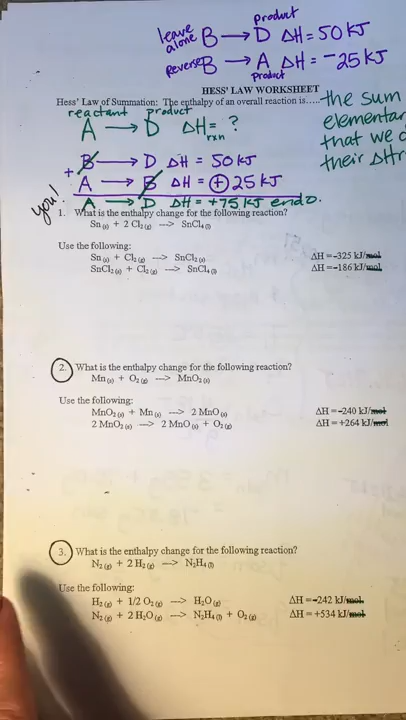 leave alone B → D ΔH = 50 kJ
product
reverse B → A ΔH = -25 kJ
product
HESS' LAW WORKSHEET
Hess' Law of Summation: The enthalpy of an overall reaction is..... the sum
elementar
that we c
their ΔHr
reactant product
A → D ΔHrxn = ?
+ B → D ΔH = 50 kJ
A → B ΔH = + 25 kJ
A → D ΔH = +75 kJ endo.
you!
1. What is the enthalpy change for the following reaction?
Sn (s) + 2 Cl2 (g) ---> SnCl4 (l)
Use the following:
Sn (s) + Cl2 (g) ---> SnCl2 (s) ΔH = -325 kJ/mol
SnCl2 (s) + Cl2 (g) ---> SnCl4 (l) ΔH = -186 kJ/mol
2. What is the enthalpy change for the following reaction?
Mn (s) + O2 (g) ---> MnO2 (s)
Use the following:
MnO2 (s) + Mn (s) ---> 2 MnO (s) ΔH = -240 kJ/mol
2 MnO2 (s) ---> 2 MnO (s) + O2 (g) ΔH = +264 kJ/mol
3. What is the enthalpy change for the following reaction?
N2 (g) + 2 H2 (g) ---> N2H4 (l)
Use the following:
H2 (g) + 1/2 O2 (g) ---> H2O (g) ΔH = -242 kJ/mol
N2 (g) + 2 H2O (g) ---> N2H4 (l) + O2 (g) ΔH = +534 kJ/mol